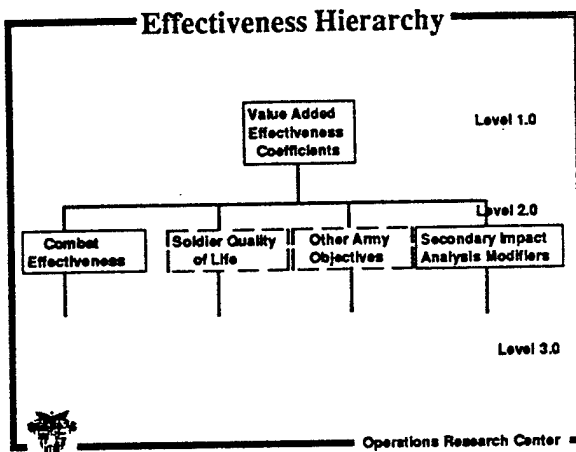 Effectiveness Hierarchy
Value Added
Effectiveness
Coefficients
Level 1.0
Level 2.0
Combat
Effectiveness
Soldier Quality
of Life
Other Army
Objectives
Secondary Impact
Analysis Modifiers
Level 3.0
Operations Research Center